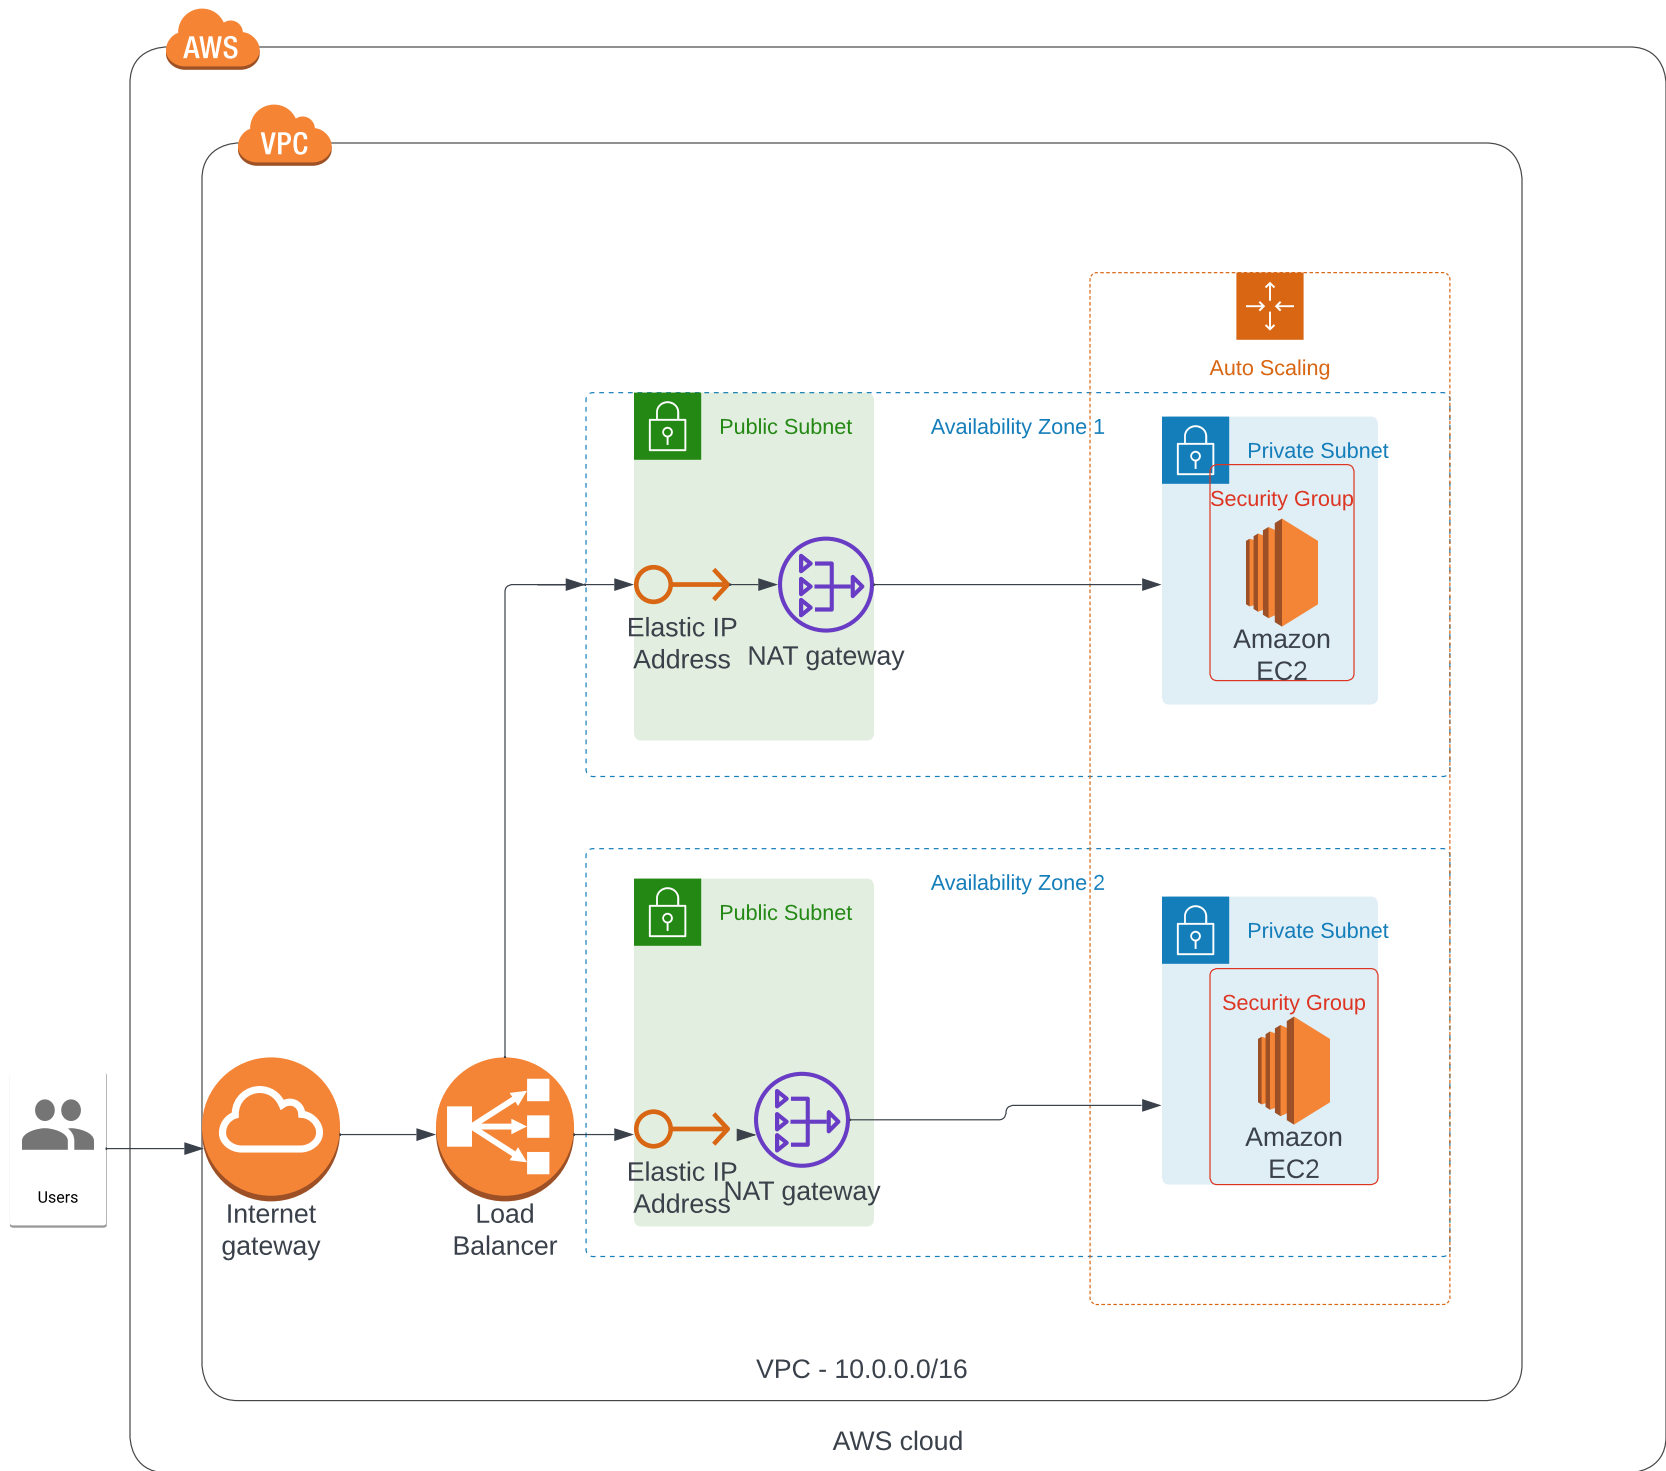 AWS
VPC
Auto Scaling
Public Subnet
Availability Zone 1
Private Subnet
Security Group
Elastic IP
Address
NAT gateway
Amazon
EC2
Availability Zone 2
Public Subnet
Private Subnet
Security Group
Amazon
EC2
Elastic IP
Address
NAT gateway
Users
Internet
gateway
Load
Balancer
VPC - 10.0.0.0/16
AWS cloud